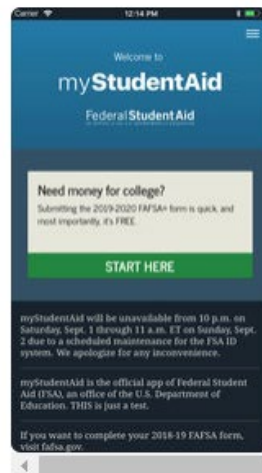 Carrier 12:14 PM
Welcome to
myStudentAid
Federal Student Aid
Need money for college?
Submitting the 2019-2020 FAFSA® form is quick, and
most importantly, it's FREE.
START HERE
myStudentAid will be unavailable from 10 p.m. on
Saturday, Sept. 1 through 11 a.m. ET on Sunday, Sept.
2 due to a scheduled maintenance for the FSA ID
system. We apologize for any inconvenience.
myStudentAid is the official app of Federal Student
Aid (FSA), an office of the U.S. Department of
Education. THIS is just a test.
If you want to complete your 2018-19 FAFSA form,
visit fafsa.gov.